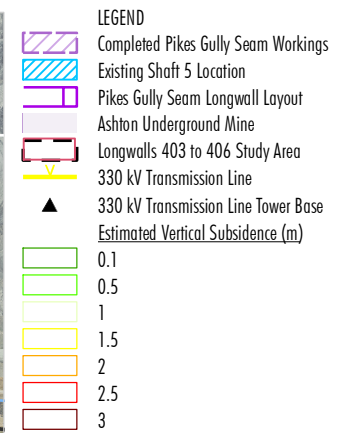 LEGEND
Completed Pikes Gully Seam Workings
Existing Shaft 5 Location
Pikes Gully Seam Longwall Layout
Ashton Underground Mine
Longwalls 403 to 406 Study Area
330 kV Transmission Line
330 kV Transmission Line Tower Base
Estimated Vertical Subsidence (m)
0.1
0.5
1
1.5
2
2.5
3